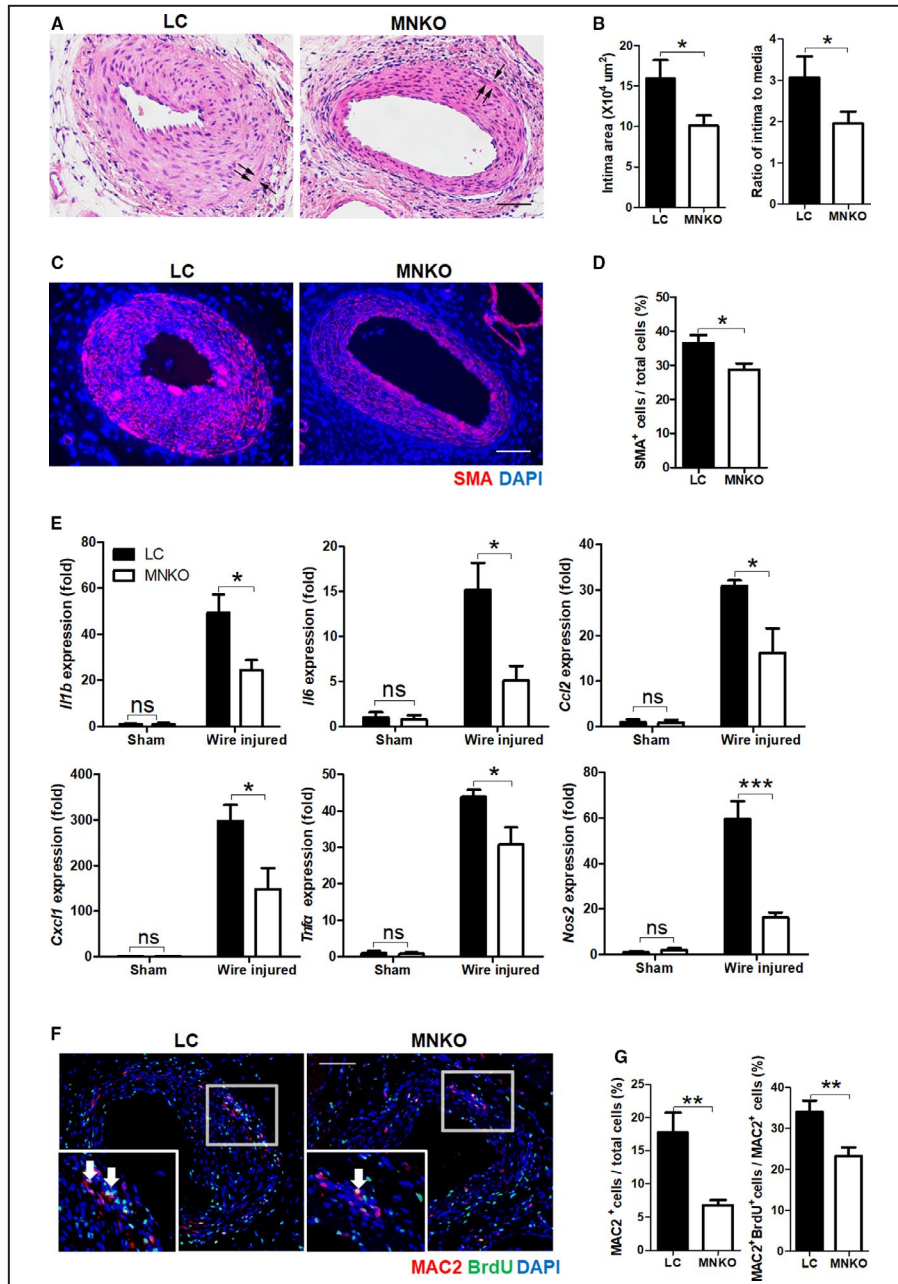 A
LC
MNKO
B
Intima area (X10⁴ um²)
20
15
10
5
0
*
LC
MNKO
Ratio of intima to media
4
3
2
1
0
*
LC
MNKO
C
LC
MNKO
SMA DAPI
D
SMA⁺ cells / total cells (%)
50
40
30
20
10
0
*
LC
MNKO
E
LC
MNKO
Il1b expression (fold)
80
60
40
20
0
ns
*
Sham
Wire injured
Il6 expression (fold)
20
15
10
5
0
ns
*
Sham
Wire injured
Ccl2 expression (fold)
40
30
20
10
0
ns
*
Sham
Wire injured
Cxcl1 expression (fold)
400
300
200
100
0
ns
*
Sham
Wire injured
Tnfα expression (fold)
50
40
30
20
10
0
ns
*
Sham
Wire injured
Nos2 expression (fold)
80
60
40
20
0
ns
***
Sham
Wire injured
F
LC
MNKO
MAC2 BrdU DAPI
G
MAC2⁺ cells / total cells (%)
25
20
15
10
5
0
**
LC
MNKO
MAC2⁺BrdU⁺cells / MAC2⁺ cells (%)
40
30
20
10
0
**
LC
MNKO